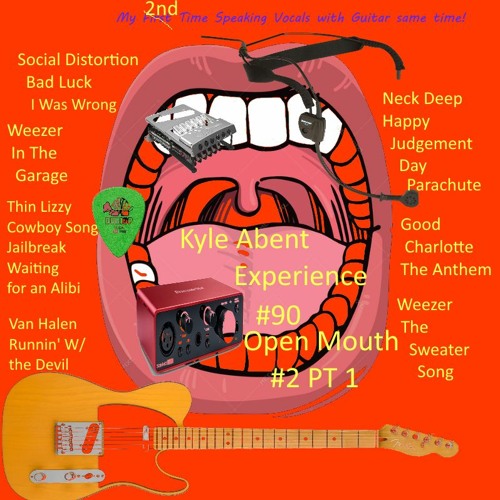 2nd
My First Time Speaking Vocals with Guitar same time!
Social Distortion
Bad Luck
I Was Wrong
Weezer
In The
Garage
Thin Lizzy
Cowboy Song
Jailbreak
Waiting
for an Alibi
Van Halen
Runnin' W/
the Devil
Neck Deep
Happy
Judgement
Day
Parachute
Good
Charlotte
The Anthem
Weezer
The
Sweater
Song
Kyle Abent
Experience
#90
Open Mouth
#2 PT 1